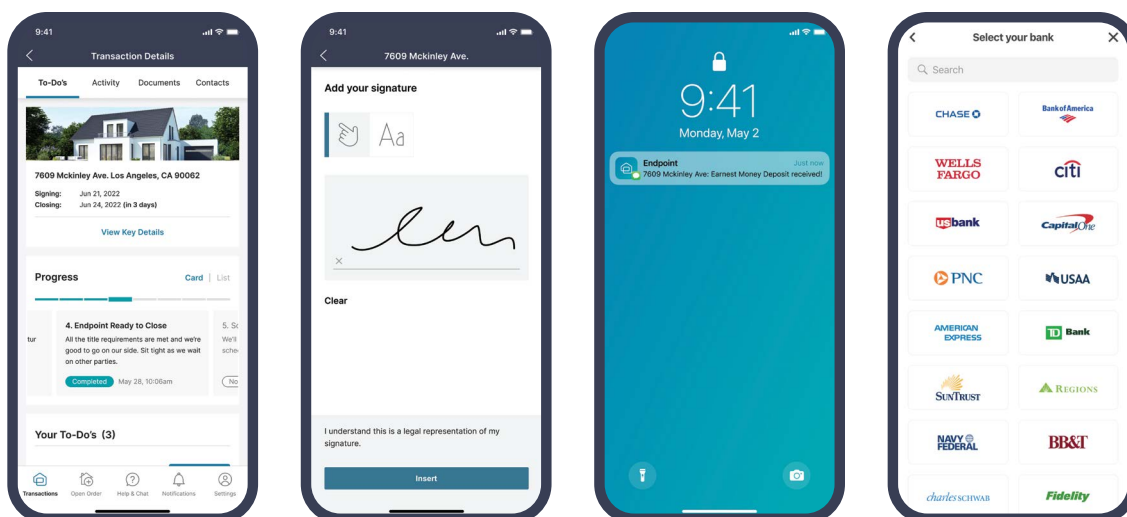 9:41
Transaction Details
To-Do's Activity Documents Contacts
7609 Mckinley Ave. Los Angeles, CA 90062
Signing: Jun 21, 2022
Closing: Jun 24, 2022 (in 3 days)
View Key Details
Progress Card | List
4. Endpoint Ready to Close
All the title requirements are met and we're
good to go on our side. Sit tight as we wait
on other parties.
Completed May 28, 10:06am
tur
5. Sc
We'll
sche
No
Your To-Do's (3)
Transactions Open Order Help & Chat Notifications Settings
9:41
7609 Mckinley Ave.
Add your signature
Aa
Clear
I understand this is a legal representation of my
signature.
Insert
9:41
Monday, May 2
Endpoint Just now
7609 Mckinley Ave: Earnest Money Deposit received!
Select your bank
Search
CHASE
Bank of America
WELLS
FARGO
citi
usbank
Capital One
PNC
USAA
AMERICAN
EXPRESS
TD Bank
SUNTRUST
REGIONS
NAVY
FEDERAL
BB&T
charles SCHWAB
Fidelity